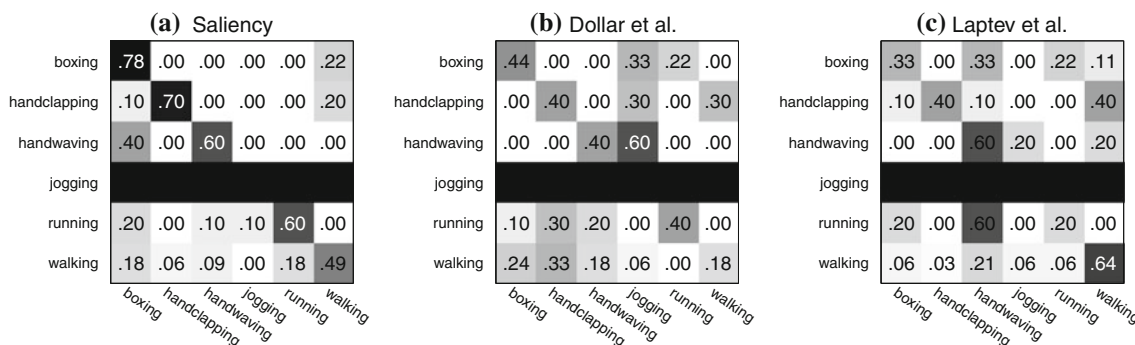 (a) Saliency
boxing .78 .00 .00 .00 .00 .22
handclapping .10 .70 .00 .00 .00 .20
handwaving .40 .00 .60 .00 .00 .00
jogging
running .20 .00 .10 .10 .60 .00
walking .18 .06 .09 .00 .18 .49
boxing handclapping handwaving jogging running walking
(b) Dollar et al.
.44 .00 .00 .33 .22 .00
.00 .40 .00 .30 .00 .30
.00 .00 .40 .60 .00 .00
.10 .30 .20 .00 .40 .00
.24 .33 .18 .06 .00 .18
boxing handclapping handwaving jogging running walking
(c) Laptev et al.
boxing .33 .00 .33 .00 .22 .11
handclapping .10 .40 .10 .00 .00 .40
handwaving .00 .00 .60 .20 .00 .20
jogging
running .20 .00 .60 .00 .20 .00
walking .06 .03 .21 .06 .06 .64
boxing handclapping handwaving jogging running walking